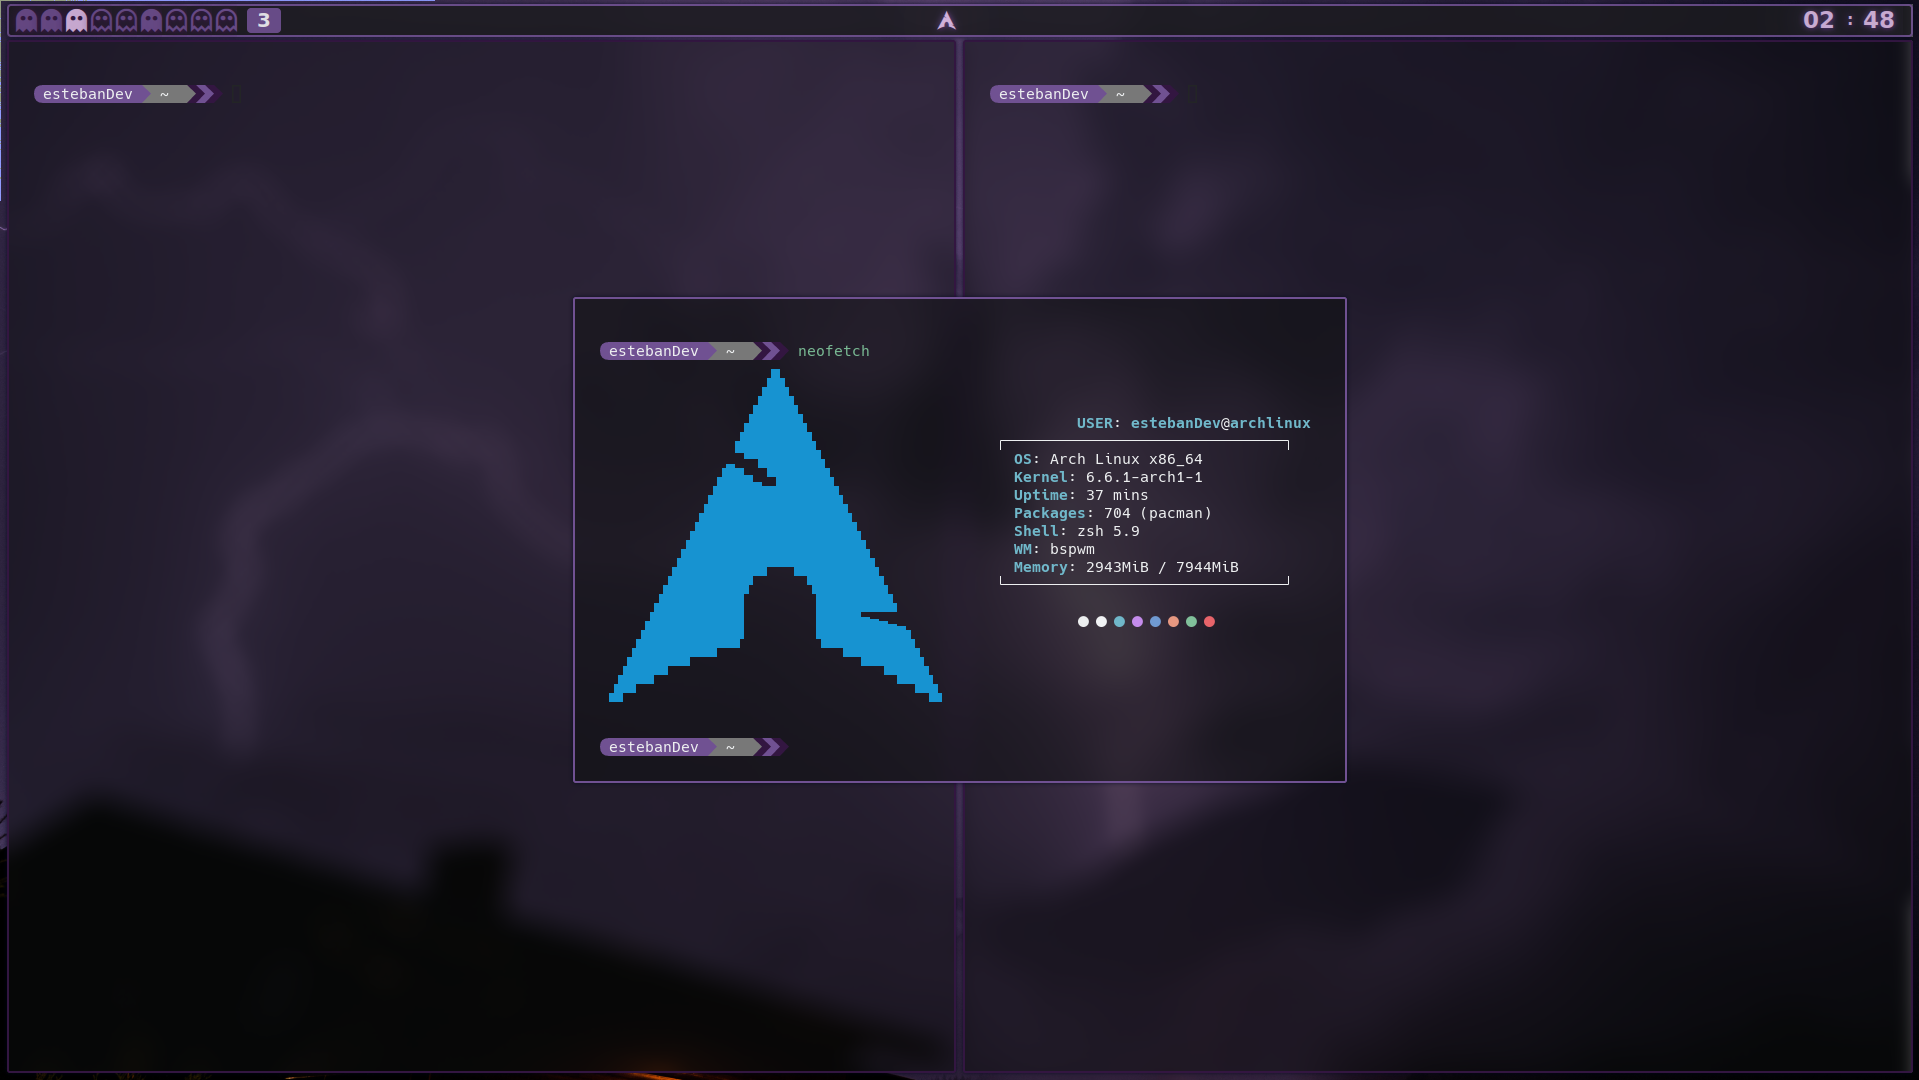 3
02 : 48
estebanDev ~
estebanDev ~
estebanDev ~ neofetch
USER: estebanDev@archlinux
OS: Arch Linux x86_64
Kernel: 6.6.1-arch1-1
Uptime: 37 mins
Packages: 704 (pacman)
Shell: zsh 5.9
WM: bspwm
Memory: 2943MiB / 7944MiB
estebanDev ~